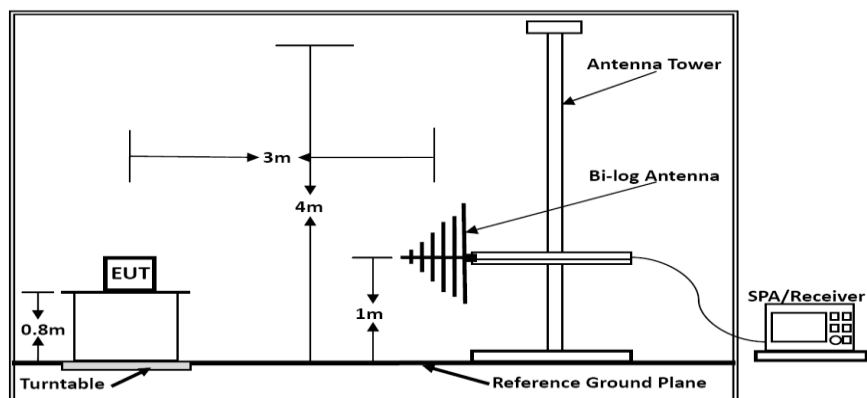 Antenna Tower
3m
Bi-log Antenna
4m
EUT
SPA/Receiver
0.8m
1m
Turntable
Reference Ground Plane